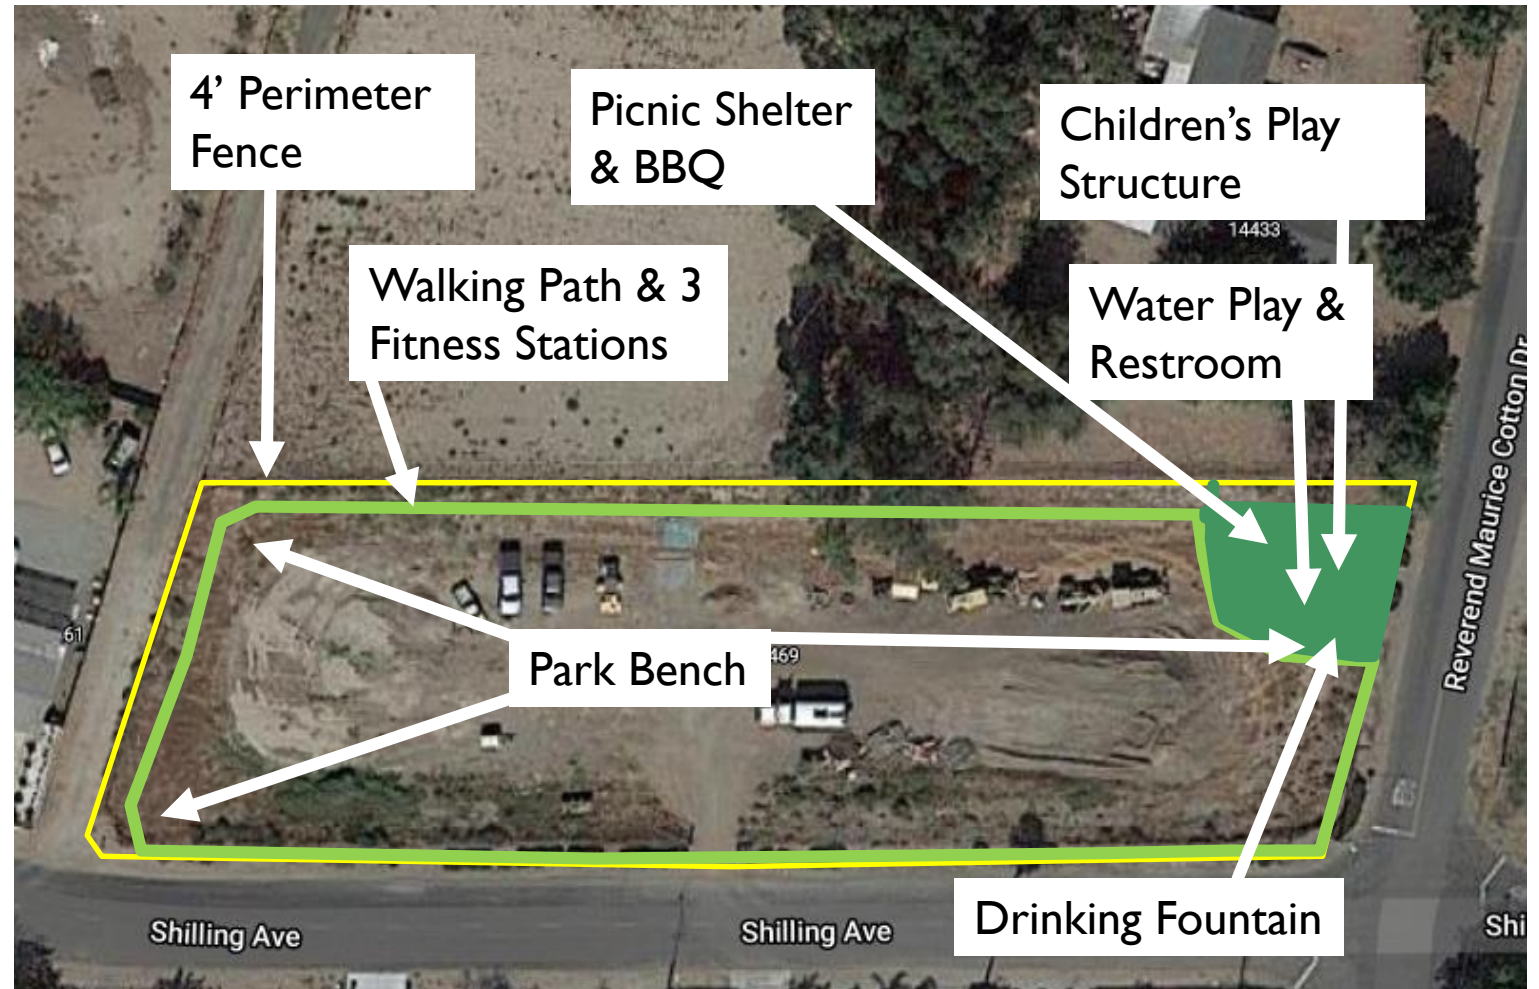 4’ Perimeter
Fence
Picnic Shelter
& BBQ
Children’s Play
Structure
14433
Walking Path & 3
Fitness Stations
Water Play &
Restroom
Reverend Maurice Cotton Dr
61
Park Bench
469
Drinking Fountain
Shilling Ave
Shilling Ave
Shi